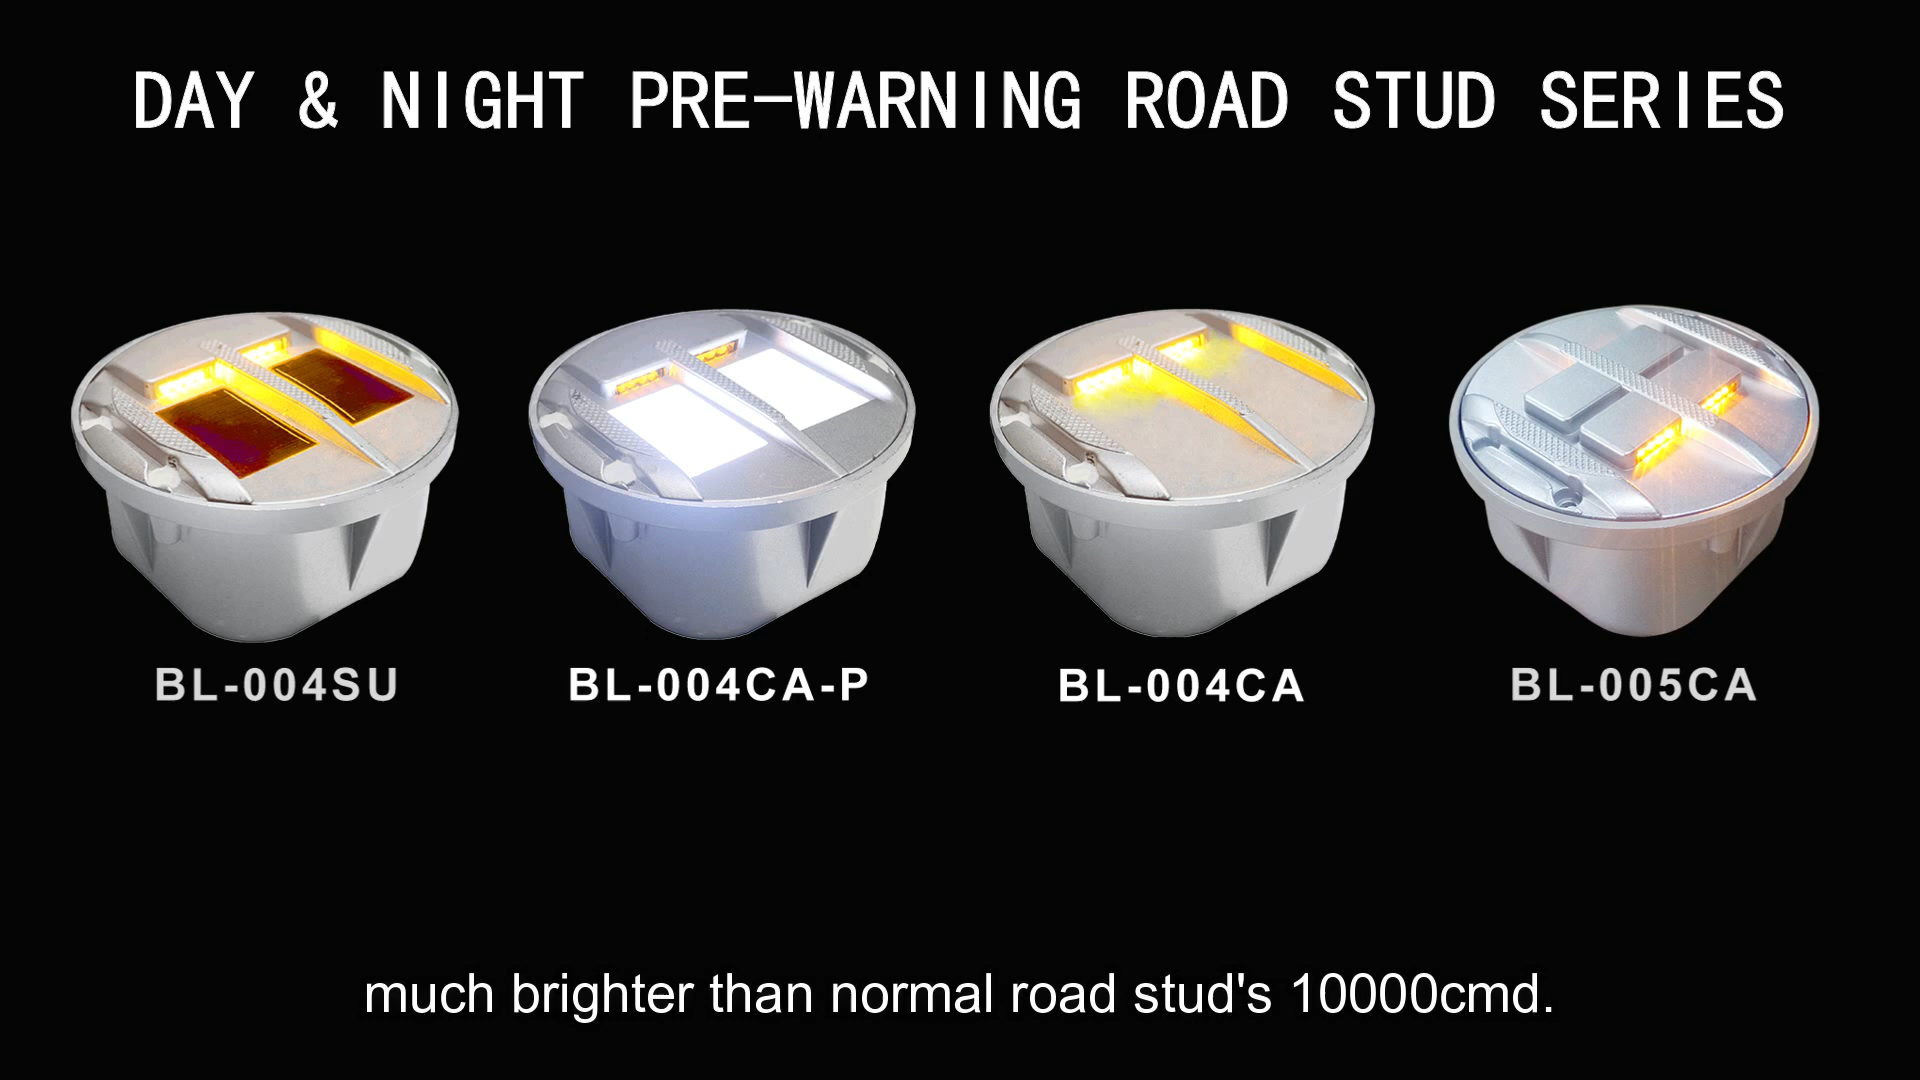 DAY & NIGHT PRE-WARNING ROAD STUD SERIES
BL-004SU
BL-004CA-P
BL-004CA
BL-005CA
much brighter than normal road stud's 10000cmd.